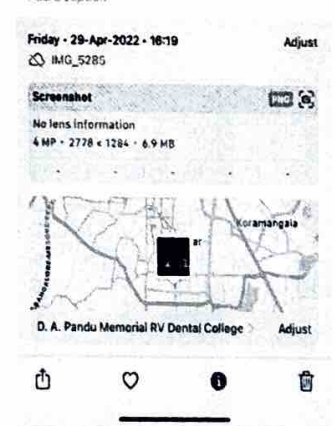 Friday · 29-Apr-2022 · 16:19 Adjust
IMG_5285
Screenshot PNG
No lens information
4 MP · 2778 × 1284 · 6.9 MB
Koramangala
ar
D. A. Pandu Memorial RV Dental College Adjust